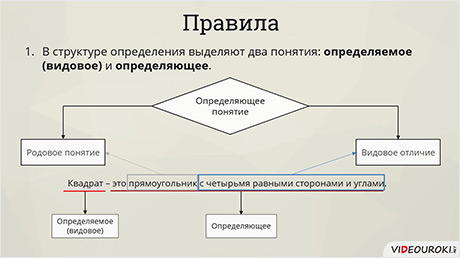 Правила
1. В структуре определения выделяют два понятия: определяемое
(видовое) и определяющее.
Определяющее
понятие
Родовое понятие
Видовое отличие
Квадрат – это прямоугольник с четырьмя равными сторонами и углами.
Определяемое
(видовое)
Определяющее
VIDEOUROKI